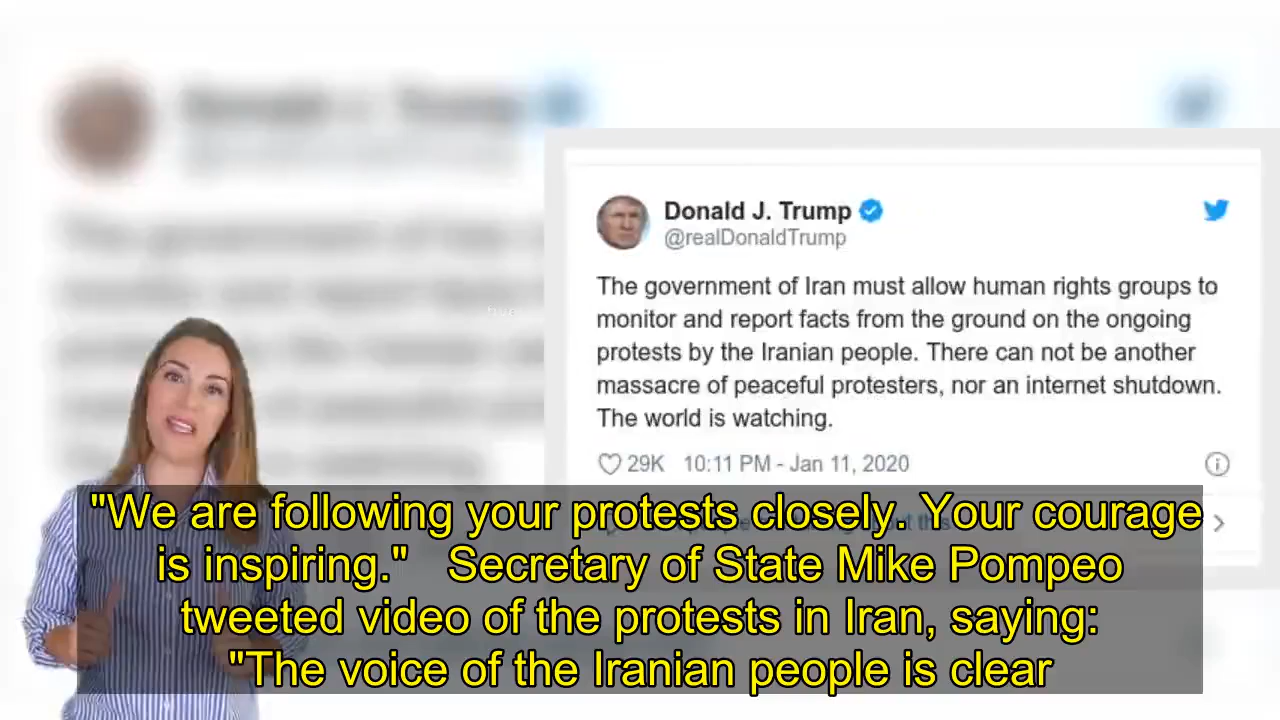 Donald J. Trump
@realDonaldTrump
The government of Iran must allow human rights groups to
monitor and report facts from the ground on the ongoing
protests by the Iranian people. There can not be another
massacre of peaceful protesters, nor an internet shutdown.
The world is watching.
29K 10:11 PM - Jan 11, 2020
"We are following your protests closely. Your courage
is inspiring." Secretary of State Mike Pompeo
tweeted video of the protests in Iran, saying:
"The voice of the Iranian people is clear